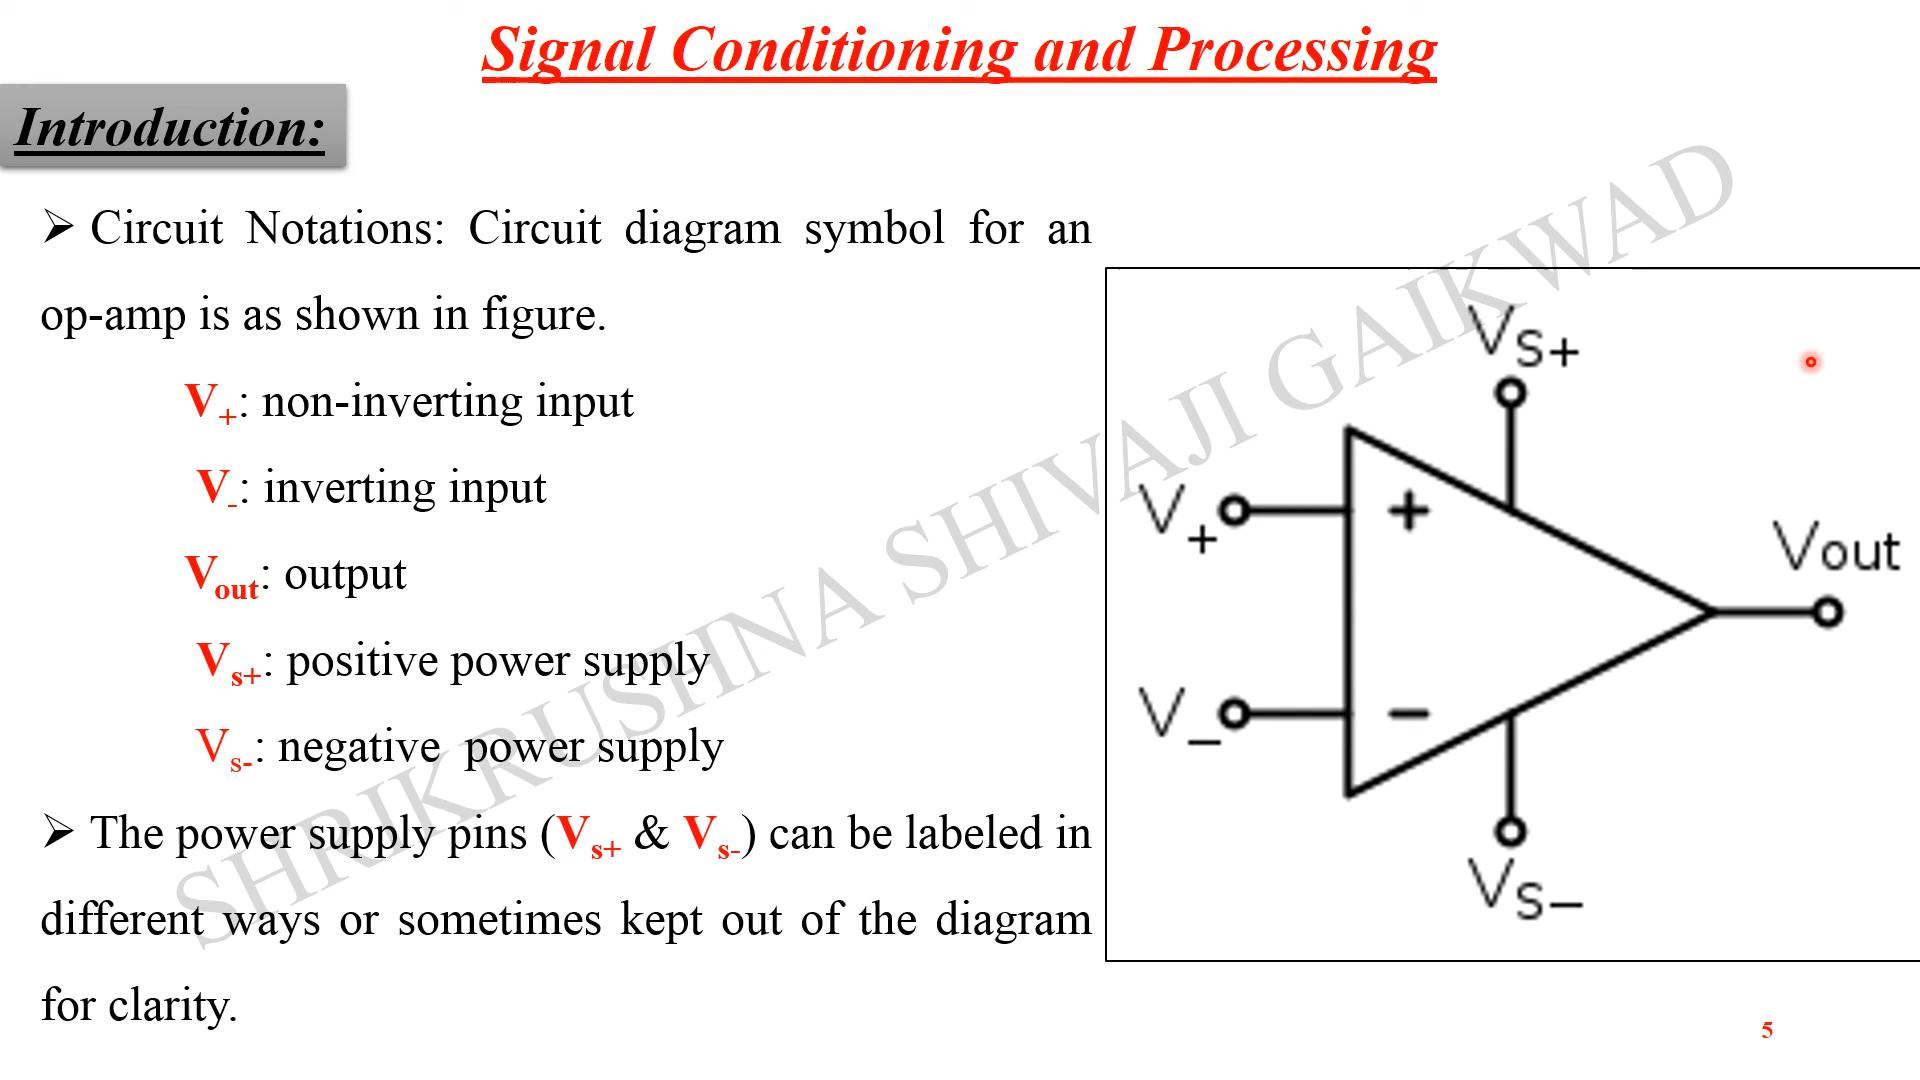 Signal Conditioning and Processing
Introduction:
➢ Circuit Notations: Circuit diagram symbol for an
op-amp is as shown in figure.
V+: non-inverting input
V-: inverting input
Vout: output
Vs+: positive power supply
Vs-: negative power supply
➢ The power supply pins (Vs+ & Vs-) can be labeled in
different ways or sometimes kept out of the diagram
for clarity.
VS+
V+
+
Vout
V−
−
VS−
SHRIKRUSHNA SHIVAJI GAIKWAD
5